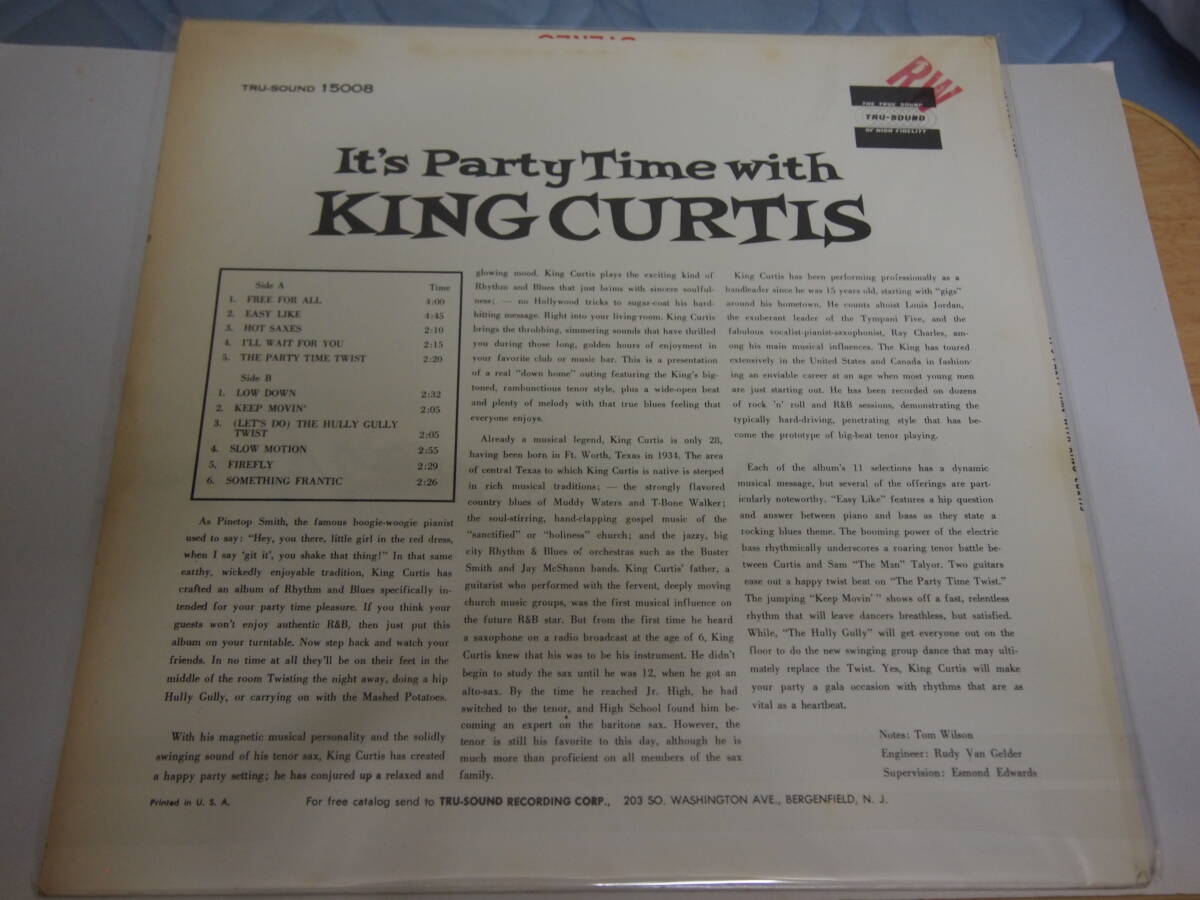 TRU-SOUND 15008
RW
THE TRUE SOUND
TRU-SOUND
OF HIGH FIDELITY
It's Party Time with
KING CURTIS
Side A Time
1. FREE FOR ALL 4:00
2. EASY LIKE 4:45
3. HOT SAXES 2:10
4. I'LL WAIT FOR YOU 2:15
5. THE PARTY TIME TWIST 2:20
Side B
1. LOW DOWN 2:32
2. KEEP MOVIN' 2:05
3. (LET'S DO) THE HULLY GULLY
TWIST 2:05
4. SLOW MOTION 2:55
5. FIREFLY 2:29
6. SOMETHING FRANTIC 2:26
As Pinetop Smith, the famous boogie-woogie pianist
used to say: "Hey, you there, little girl in the red dress,
when I say 'git it', you shake that thing!" In that same
earthy, wickedly enjoyable tradition, King Curtis has
crafted an album of Rhythm and Blues specifically in-
tended for your party time pleasure. If you think your
guests won't enjoy authentic R&B, then just put this
album on your turntable. Now step back and watch your
friends. In no time at all they'll be on their feet in the
middle of the room Twisting the night away, doing a hip
Hully Gully, or carrying on with the Mashed Potatoes.
With his magnetic musical personality and the solidly
swinging sound of his tenor sax, King Curtis has created
a happy party setting; he has conjured up a relaxed and
glowing mood. King Curtis plays the exciting kind of
Rhythm and Blues that just brims with sincere soulful-
ness; — no Hollywood tricks to sugar-coat his hard-
hitting message. Right into your living-room. King Curtis
brings the throbbing, simmering sounds that have thrilled
you during those long, golden hours of enjoyment in
your favorite club or music bar. This is a presentation
of a real "down home" outing featuring the King's big-
toned, rambunctious tenor style, plus a wide-open beat
and plenty of melody with that true blues feeling that
everyone enjoys.
Already a musical legend, King Curtis is only 28,
having been born in Ft. Worth, Texas in 1934. The area
of central Texas to which King Curtis is native is steeped
in rich musical traditions; — the strongly flavored
country blues of Muddy Waters and T-Bone Walker;
the soul-stirring, hand-clapping gospel music of the
"sanctified" or "holiness" church; and the jazzy, big
city Rhythm & Blues of orchestras such as the Buster
Smith and Jay McShann bands. King Curtis' father, a
guitarist who performed with the fervent, deeply moving
church music groups, was the first musical influence on
the future R&B star. But from the first time he heard
a saxophone on a radio broadcast at the age of 6, King
Curtis knew that his was to be his instrument. He didn't
begin to study the sax until he was 12, when he got an
alto-sax. By the time he reached Jr. High, he had
switched to the tenor, and High School found him be-
coming an expert on the baritone sax. However, the
tenor is still his favorite to this day, although he is
much more than proficient on all members of the sax
family.
King Curtis has been performing professionally as a
bandleader since he was 15 years old, starting with "gigs"
around his hometown. He counts altoist Louis Jordan,
the exuberant leader of the Tympani Five, and the
fabulous vocalist-pianist-saxophonist, Ray Charles, am-
ong his main musical influences. The King has toured
extensively in the United States and Canada in fashion-
ing an enviable career at an age when most young men
are just starting out. He has been recorded on dozens
of rock 'n' roll and R&B sessions, demonstrating the
typically hard-driving, penetrating style that has be-
come the prototype of big-beat tenor playing.
Each of the album's 11 selections has a dynamic
musical message, but several of the offerings are part-
icularly noteworthy. "Easy Like" features a hip question
and answer between piano and bass as they state a
rocking blues theme. The booming power of the electric
bass rhythmically underscores a roaring tenor battle be-
tween Curtis and Sam "The Man" Talyor. Two guitars
ease out a happy twist beat on "The Party Time Twist."
The jumping "Keep Movin'" shows off a fast, relentless
rhythm that will leave dancers breathless, but satisfied.
While, "The Hully Gully" will get everyone out on the
floor to do the new swinging group dance that may ulti-
mately replace the Twist. Yes, King Curtis will make
your party a gala occasion with rhythms that are as
vital as a heartbeat.
Notes: Tom Wilson
Engineer: Rudy Van Gelder
Supervision: Esmond Edwards
Printed in U. S. A.
For free catalog send to TRU-SOUND RECORDING CORP., 203 SO. WASHINGTON AVE., BERGENFIELD, N. J.